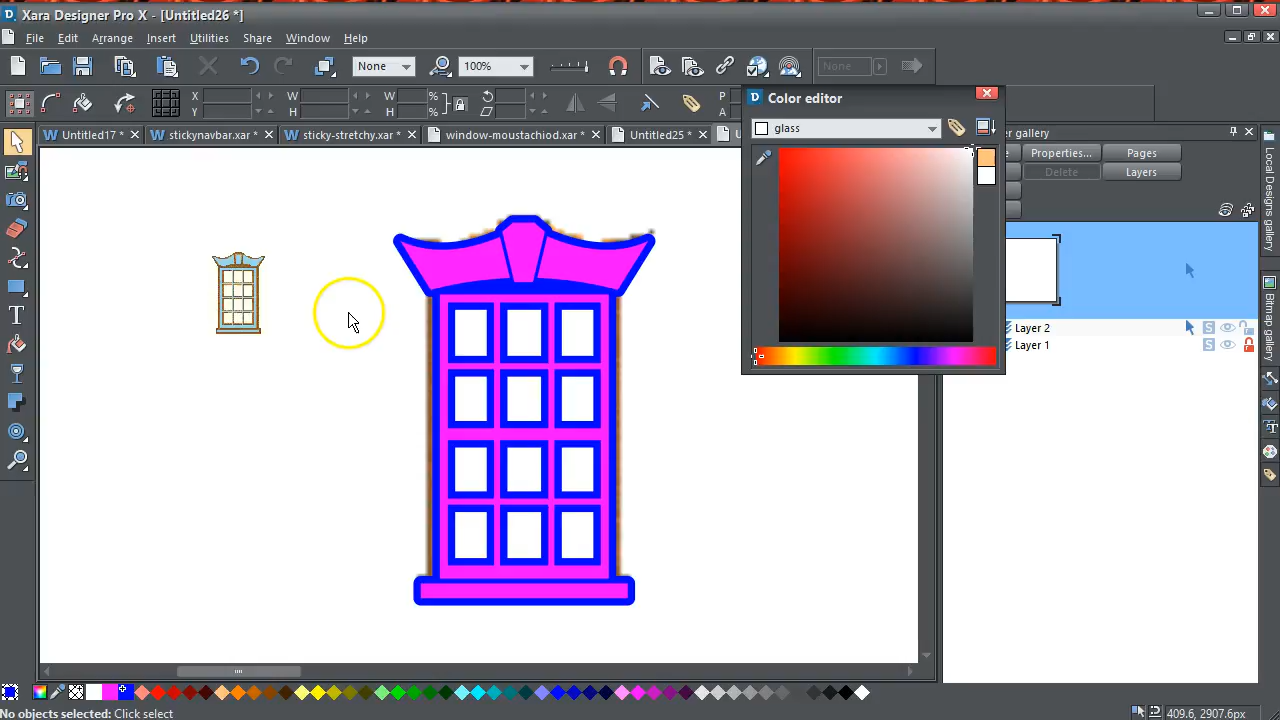 Xara Designer Pro X - [Untitled26 *]
File Edit Arrange Insert Utilities Share Window Help
None 100% None
X W W P
Y H H A
Untitled17 * stickynavbar.xar * sticky-stretchy.xar * window-moustachiod.xar * Untitled25 *
Color editor
glass
er gallery
Properties... Pages
Delete Layers
Layer 2
Layer 1
Local Designs gallery
Bitmap gallery
No objects selected: Click select
409.6, 2907.6px